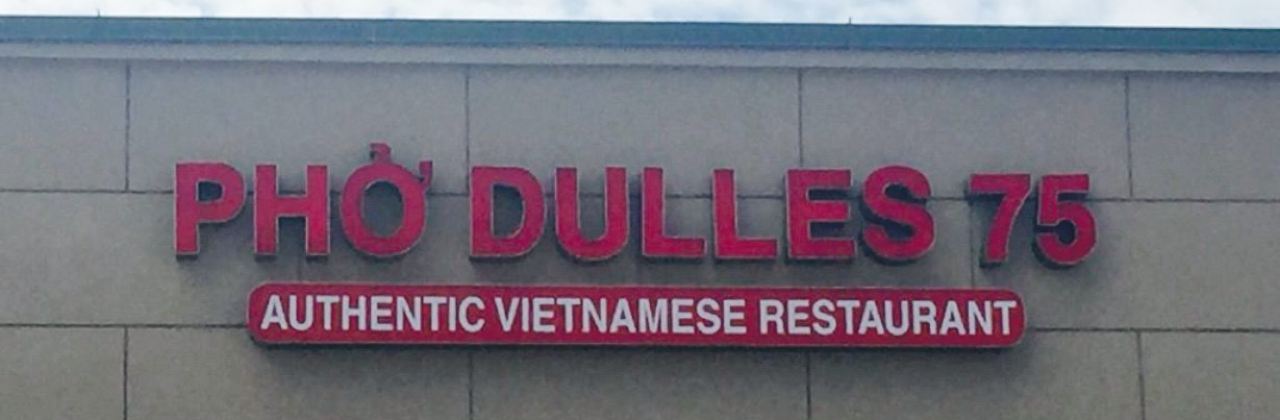 PHỞ DULLES 75
AUTHENTIC VIETNAMESE RESTAURANT